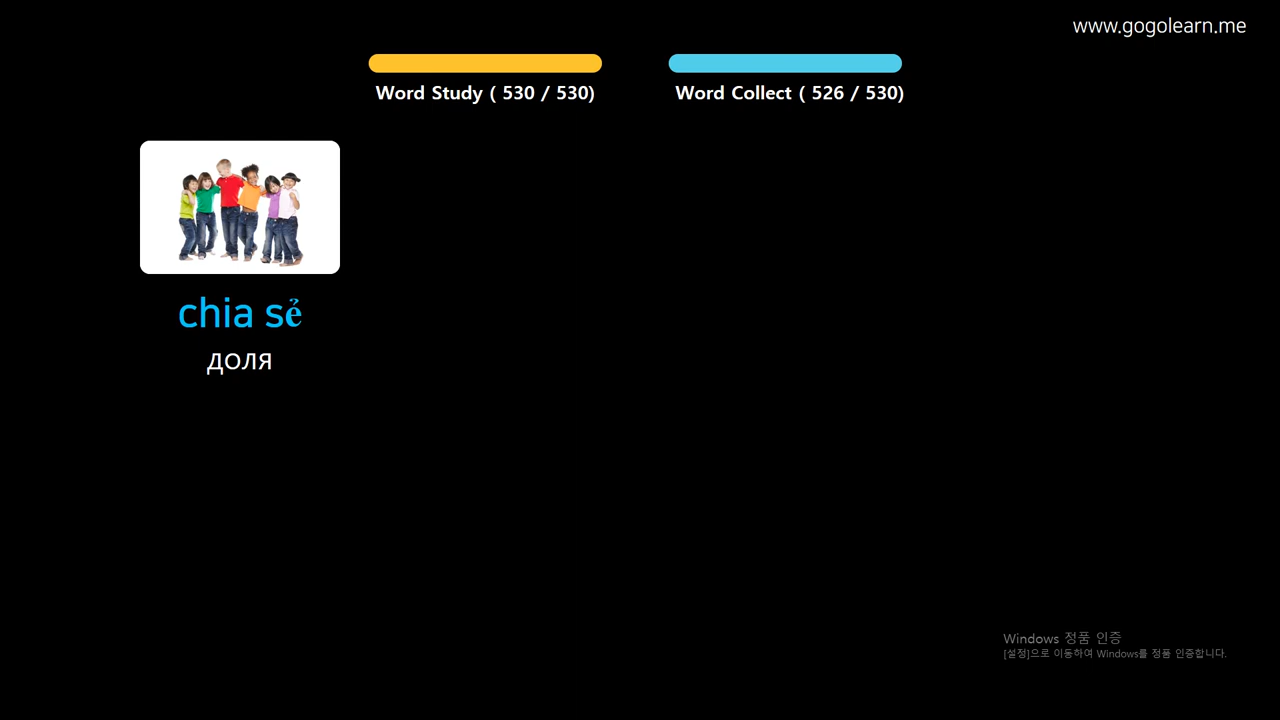 www.gogolearn.me
Word Study ( 530 / 530)
Word Collect ( 526 / 530)
chia sẻ
доля
Windows 정품 인증
[설정]으로 이동하여 Windows를 정품 인증합니다.